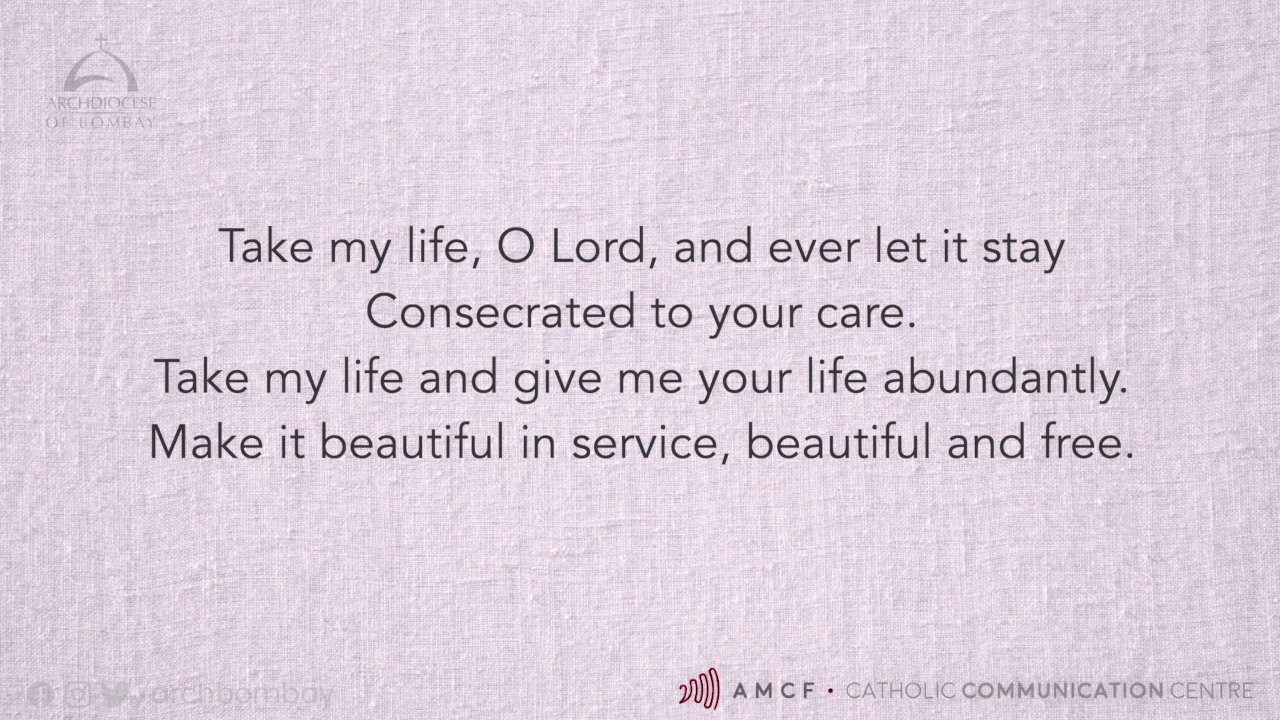 ARCHDIOCESE
OF BOMBAY
Take my life, O Lord, and ever let it stay
Consecrated to your care.
Take my life and give me your life abundantly.
Make it beautiful in service, beautiful and free.
/archbombay
AMCF • CATHOLIC COMMUNICATION CENTRE